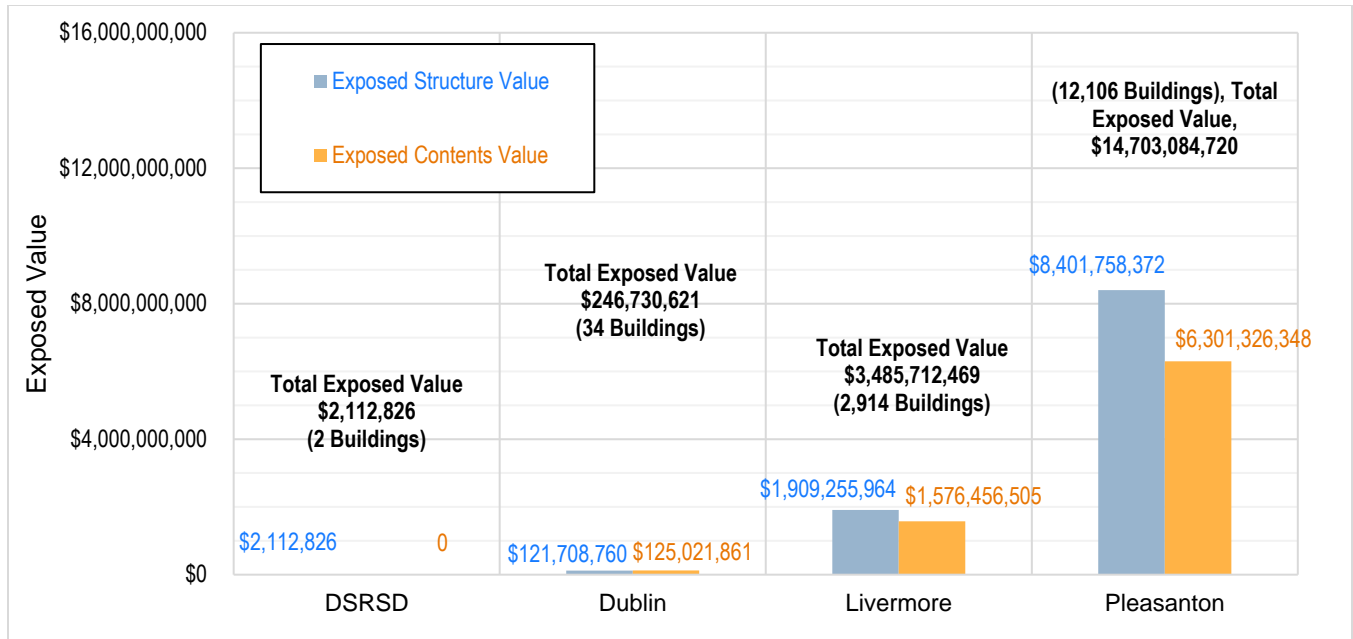 Exposed Value
$16,000,000,000
$12,000,000,000
$8,000,000,000
$4,000,000,000
$0
Exposed Structure Value
Exposed Contents Value
Total Exposed Value
$2,112,826
(2 Buildings)
$2,112,826
0
Total Exposed Value
$246,730,621
(34 Buildings)
$121,708,760
$125,021,861
Total Exposed Value
$3,485,712,469
(2,914 Buildings)
$1,909,255,964
$1,576,456,505
(12,106 Buildings), Total
Exposed Value,
$14,703,084,720
$8,401,758,372
$6,301,326,348
DSRSD
Dublin
Livermore
Pleasanton